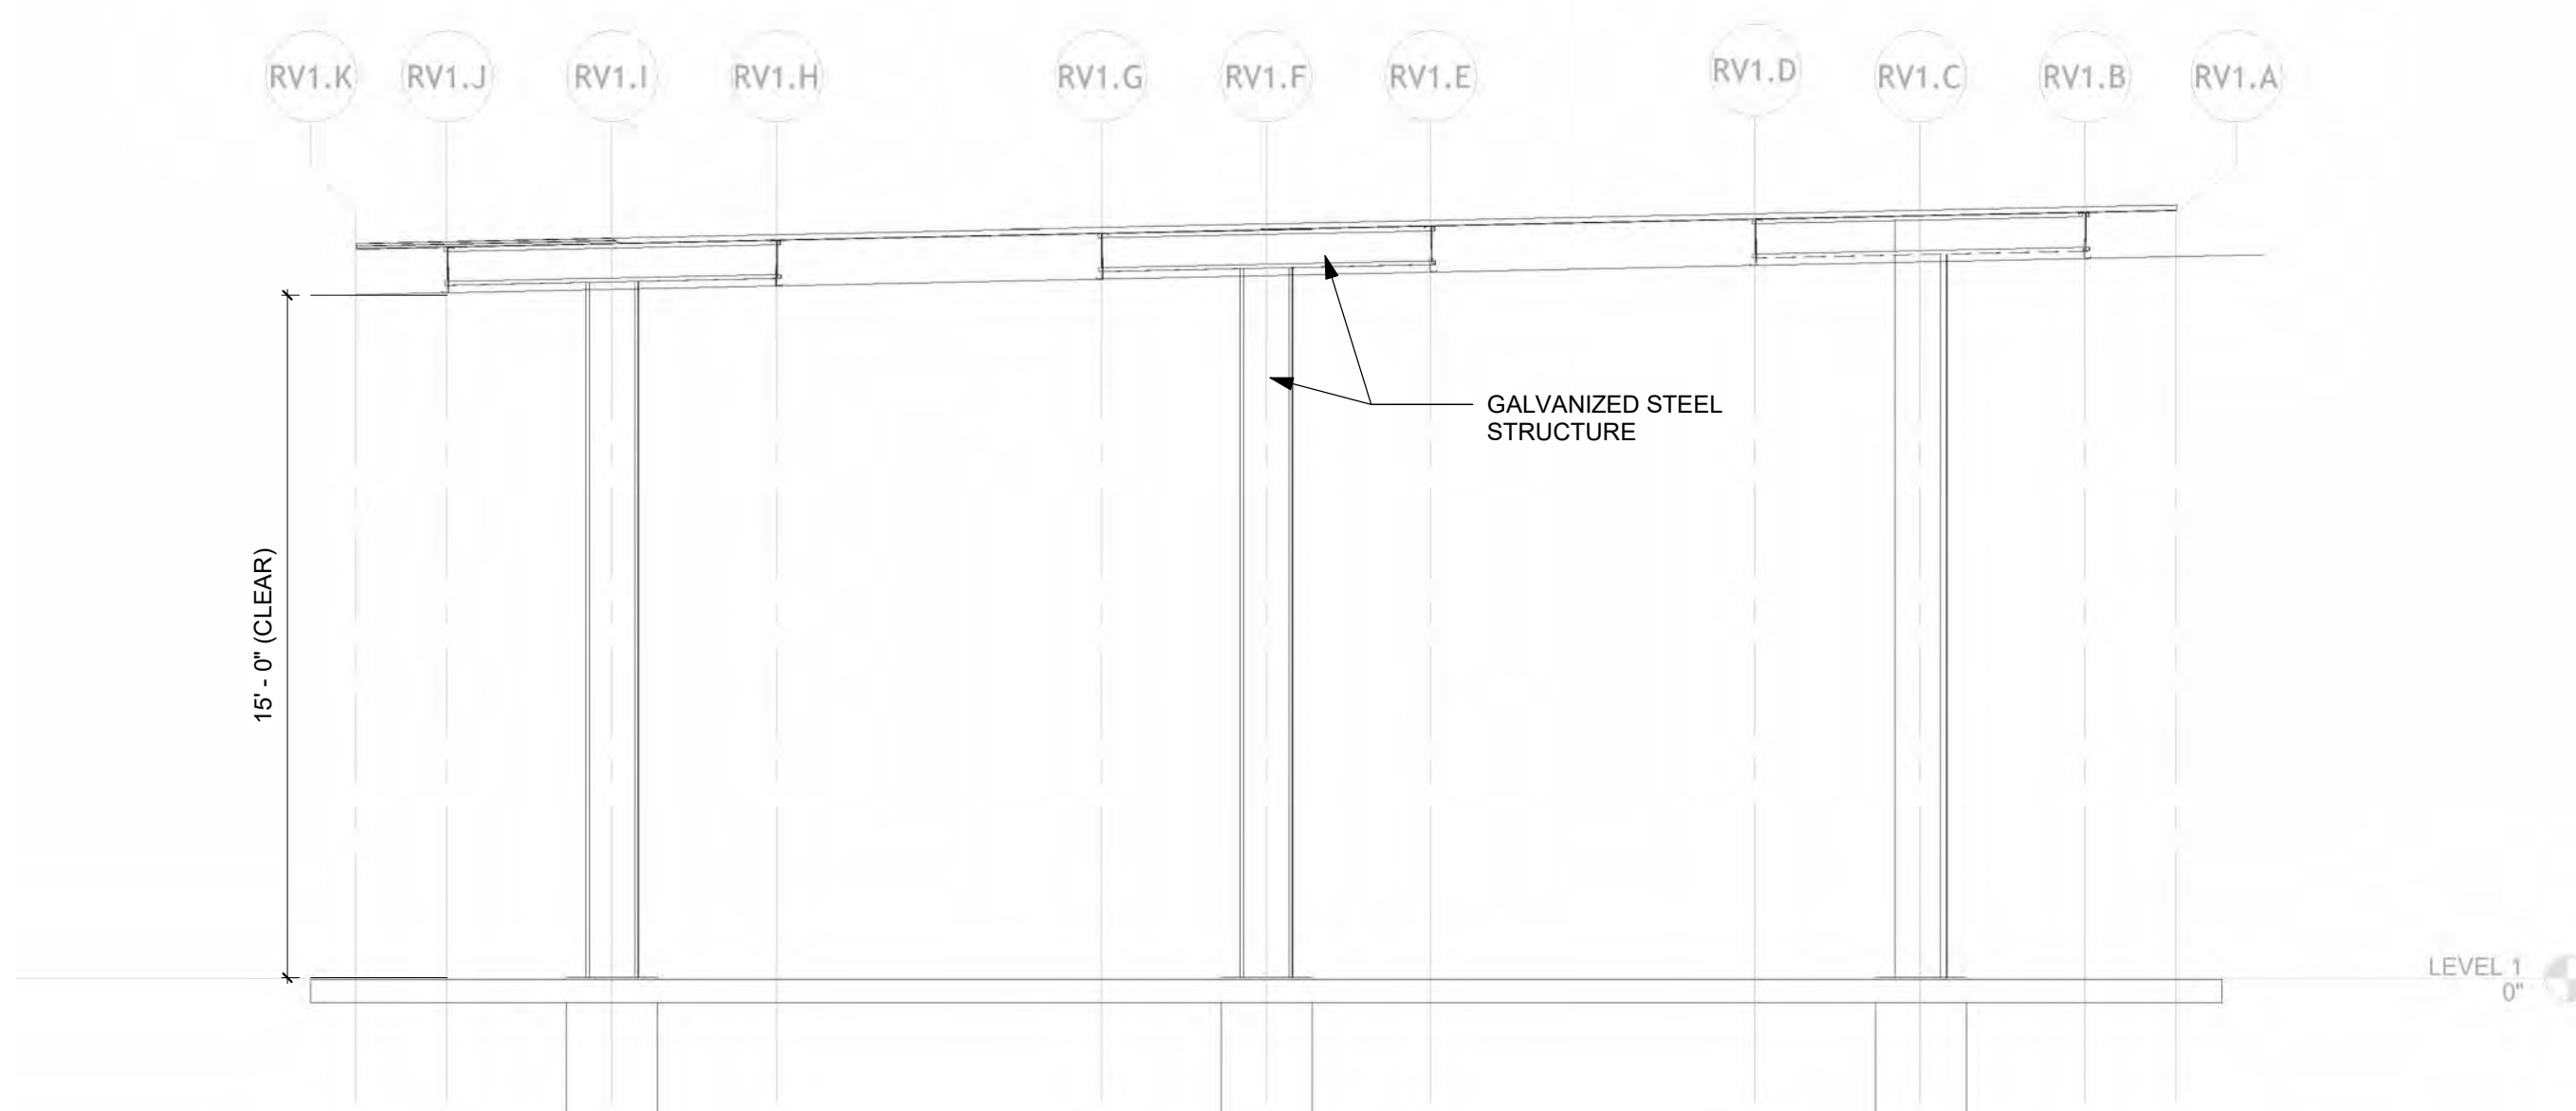 RV1.K RV1.J RV1.I RV1.H RV1.G RV1.F RV1.E RV1.D RV1.C RV1.B RV1.A
GALVANIZED STEEL
STRUCTURE
15' - 0" (CLEAR)
LEVEL 1
0"